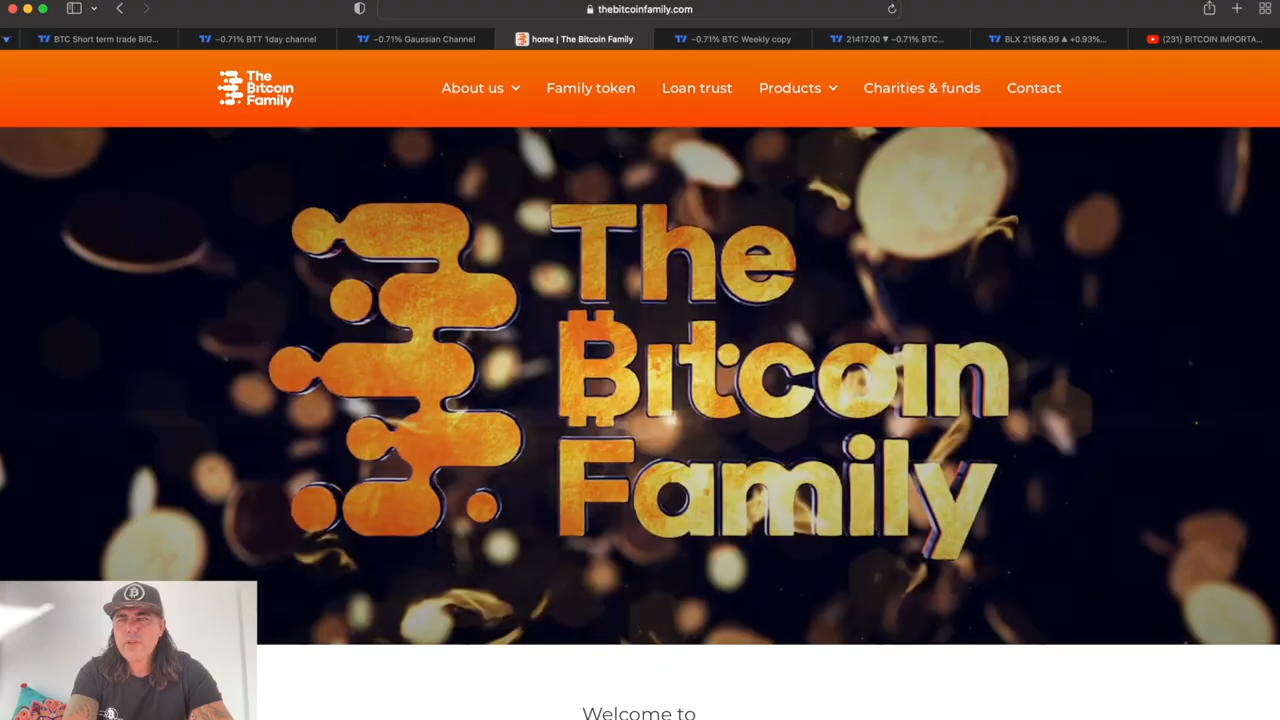 thebitcoinfamily.com
BTC Short term trade BIG...
−0.71% BTT 1day channel
−0.71% Gaussian Channel
home | The Bitcoin Family
−0.71% BTC Weekly copy
21417.00 ▼ −0.71% BTC...
BLX 21566.99 ▲ +0.93%...
(231) BITCOIN IMPORTA...
The
Bitcoin
Family
About us
Family token
Loan trust
Products
Charities & funds
Contact
The
Bitcoin
Family
Welcome to